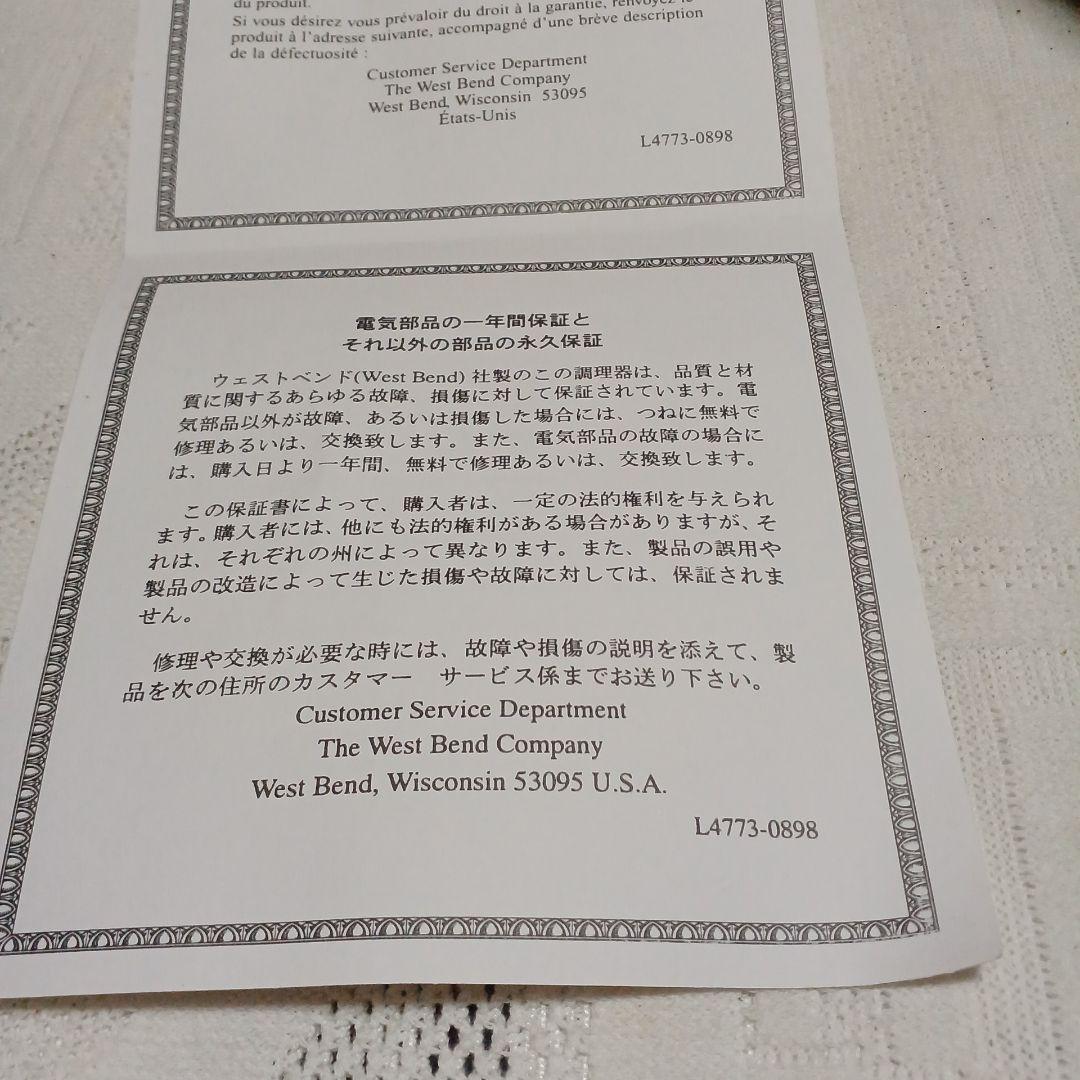 du produit.
Si vous désirez vous prévaloir du droit à la garantie, renvoyez le
produit à l'adresse suivante, accompagné d'une brève description
de la défectuosité :
Customer Service Department
The West Bend Company
West Bend, Wisconsin 53095
États-Unis
L4773-0898
電気部品の一年間保証と
それ以外の部品の永久保証
ウェストベンド(West Bend) 社製のこの調理器は、品質と材
質に関するあらゆる故障、損傷に対して保証されています。電
気部品以外が故障、あるいは損傷した場合には、つねに無料で
修理あるいは、交換致します。また、電気部品の故障の場合に
は、購入日より一年間、無料で修理あるいは、交換致します。
この保証書によって、購入者は、一定の法的権利を与えられ
ます。購入者には、他にも法的権利がある場合がありますが、そ
れは、それぞれの州によって異なります。また、製品の誤用や
製品の改造によって生じた損傷や故障に対しては、保証されま
せん。
修理や交換が必要な時には、故障や損傷の説明を添えて、製
品を次の住所のカスタマー　サービス係までお送り下さい。
Customer Service Department
The West Bend Company
West Bend, Wisconsin 53095 U.S.A.
L4773-0898